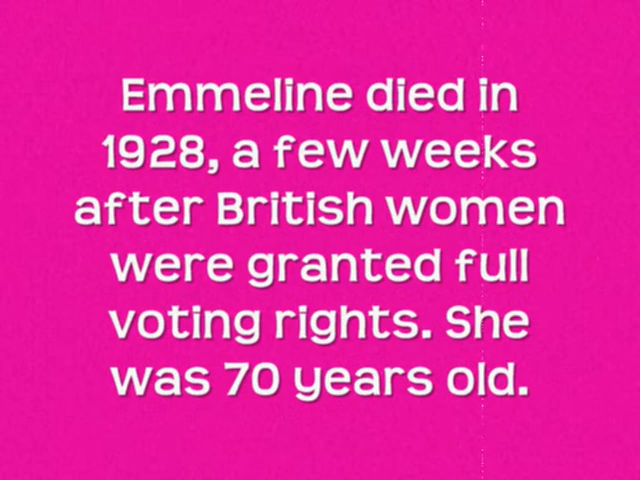 Emmeline died in
1928, a few weeks
after British women
were granted full
voting rights. She
was 70 years old.